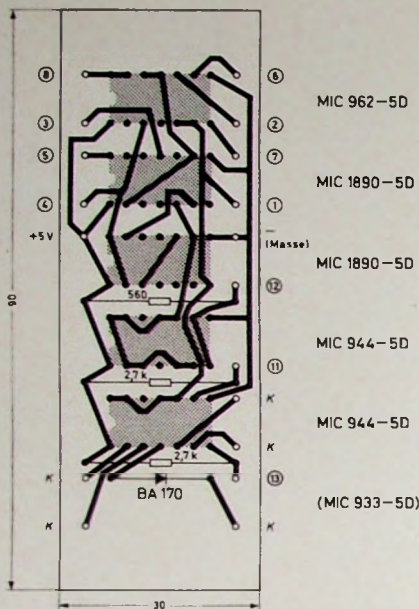 ⑧ ⑥
MIC 962-5D
③ ②
⑤ ⑦
MIC 1890-5D
④ ①
+5V —
(Masse)
MIC 1890-5D
⑫
560
MIC 944-5D
⑪
2,7 k
K
MIC 944-5D
K
2,7 k
K ⑬
BA 170
(MIC 933-5D)
K K
90
30